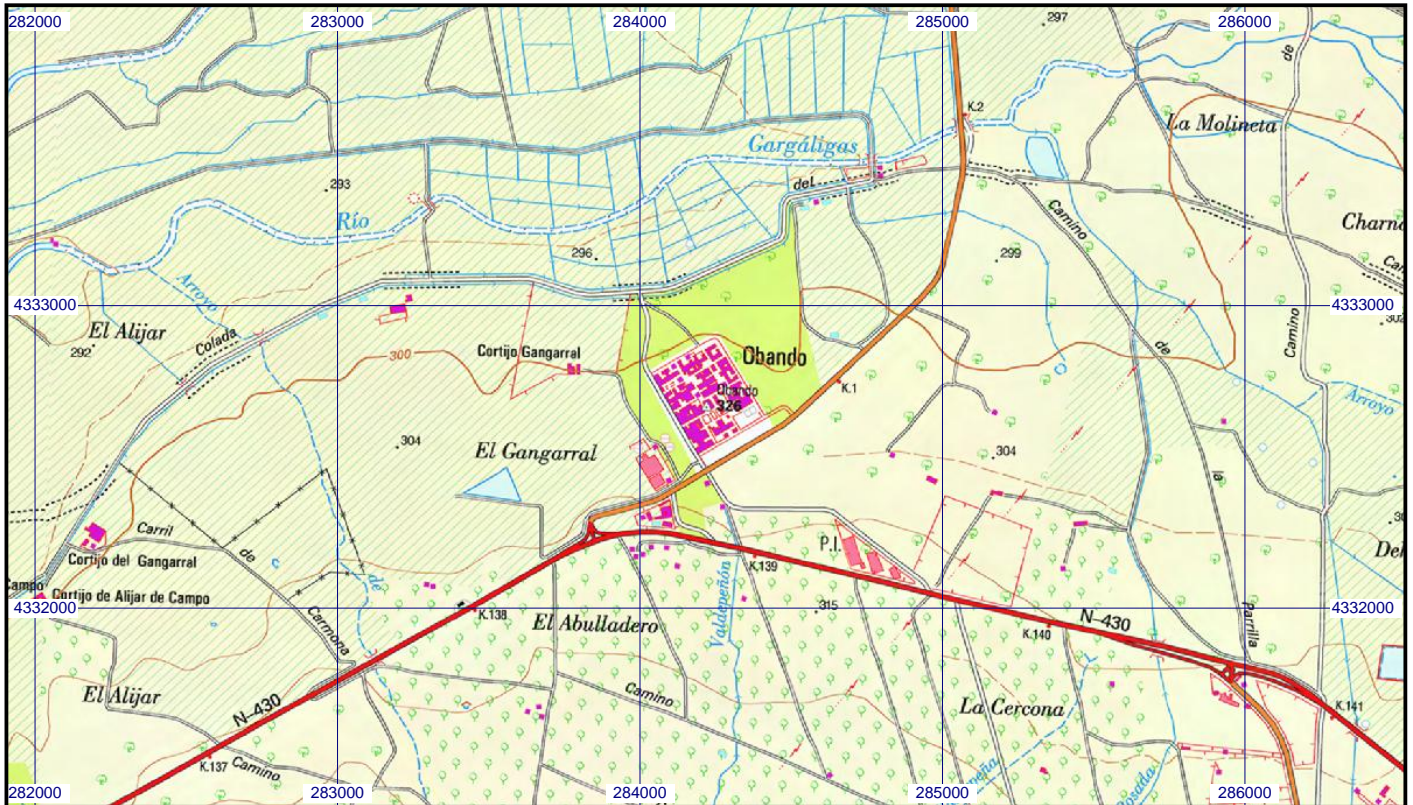 282000
283000
284000
285000
286000
297
de
K.2
La Molineta
Gargáligas
del
293
Río
Camino
Charno
296
299
Arroyo
4333000
4333000
El Alijar
292
Colada
300
Cortijo Gangarral
Obando
Obando
326
K.1
de
Camino
302
Arroyo
304
El Gangarral
304
la
Carril
de
Cortijo del Gangarral
P.I.
Del
Campo
Cortijo de Alijar de Campo
de
K.139
4332000
4332000
K.138
Carmona
El Abulladero
Valdepeñón
315
K.140
N-430
Parrilla
El Alijar
N-430
Camino
La Cercona
K.141
K.137
Camino
282000
283000
284000
285000
286000